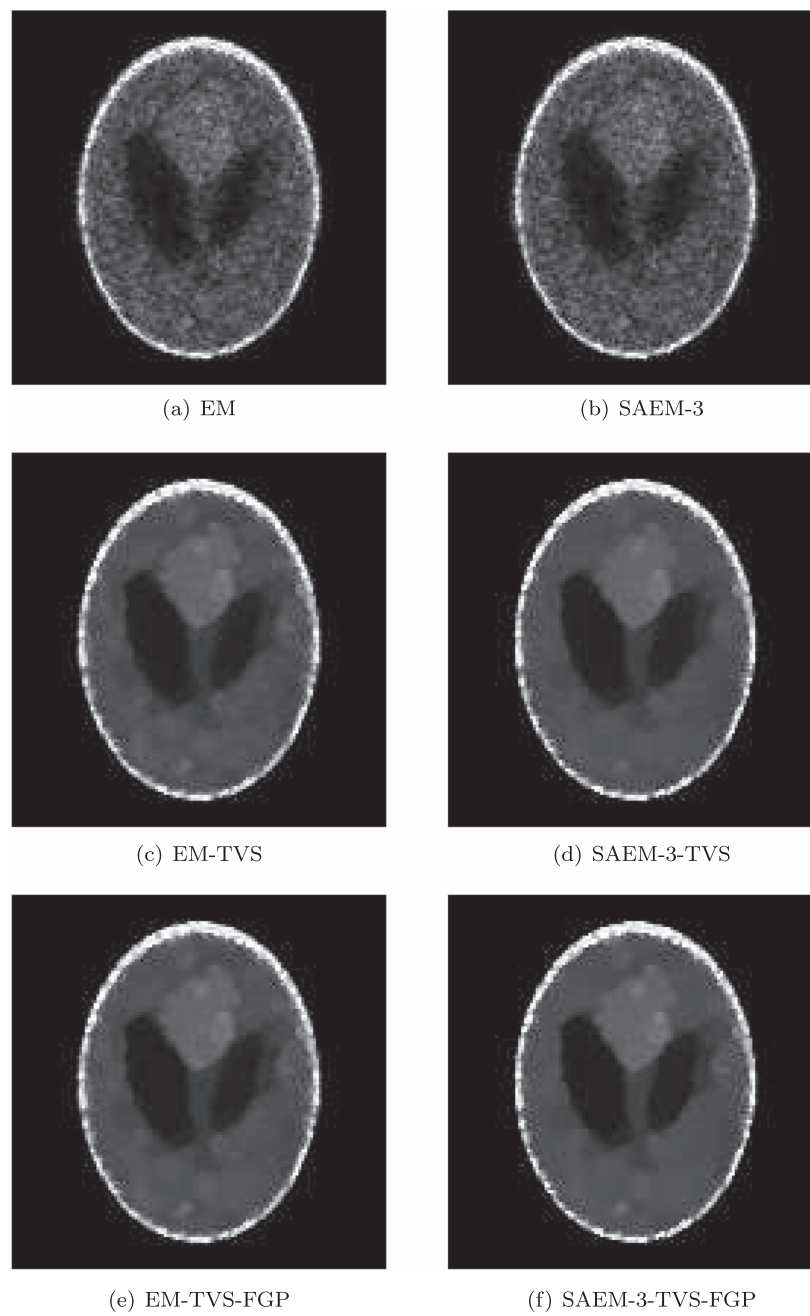 (a) EM
(b) SAEM-3
(c) EM-TVS
(d) SAEM-3-TVS
(e) EM-TVS-FGP
(f) SAEM-3-TVS-FGP